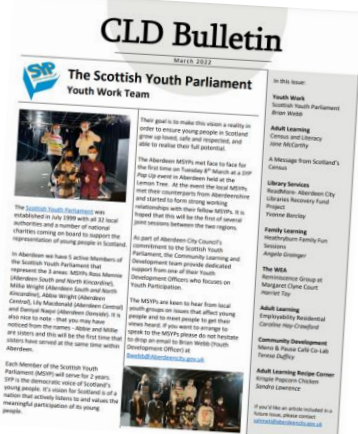 CLD Bulletin
March 2022
SYP
The Scottish Youth Parliament
Youth Work Team
The Scottish Youth Parliament was
established in July 1999 with all 32 local
authorities and a number of national
charities coming on board to support the
representation of young people in Scotland.
In Aberdeen we have 5 active Members of
the Scottish Youth Parliament that
represent the 3 areas. MSYPs Ross Mennie
(Aberdeen South and North Kincardine),
Millie Wright (Aberdeen South and North
Kincardine), Abbie Wright (Aberdeen
Central), Lily Macdonald (Aberdeen Central)
and Daniyal Naqvi (Aberdeen Donside). It is
also nice to note - that you may have
noticed from the names - Abbie and Millie
are sisters and this will be the first time that
sisters have served at the same time within
Aberdeen.
Each Member of the Scottish Youth
Parliament (MSYP) will serve for 2 years.
SYP is the democratic voice of Scotland's
young people. It's vision for Scotland is of a
nation that actively listens to and values the
meaningful participation of its young
people.
Their goal is to make this vision a reality in
order to ensure young people in Scotland
grow up loved, safe and respected, and
able to realise their full potential.
The Aberdeen MSYPs met face to face for
the first time on Tuesday 8th March at a SYP
Pop Up event in Aberdeen held at the
Lemon Tree. At the event the local MSYPs
met their counterparts from Aberdeenshire
and started to form strong working
relationships with their fellow MSYPs. It is
hoped that this will be the first of several
joint sessions between the two regions.
As part of Aberdeen City Council's
commitment to the Scottish Youth
Parliament, the Community Learning and
Development team provide dedicated
support from one of their Youth
Development Officers who focuses on
Youth Participation.
The MSYPs are keen to hear from local
youth groups on issues that affect young
people and to meet people to get their
views heard. If you want to arrange to
speak to the MSYPs please do not hesitate
to drop an email to Brian Webb (Youth
Development Officer) at
Bwebb@Aberdeencity.gov.uk
In this issue:
Youth Work
Scottish Youth Parliament
Brian Webb
Adult Learning
Census and Literacy
Jane McCarthy
A Message from Scotland's
Census
Library Services
ReadMore- Aberdeen City
Libraries Recovery Fund
Project
Yvonne Barclay
Family Learning
Heathryburn Family Fun
Sessions
Angela Grainger
The WEA
Reminiscence Group at
Margaret Clyne Court
Harriet Tay
Adult Learning
Employability Residential
Caroline Hay-Crawford
Community Development
Menu & Pause Café Co-Lab
Teresa Dufficy
Adult Learning Recipe Corner
Krispie Popcorn Chicken
Sandra Lawrence
If you'd like an article included in a
future issue, please contact